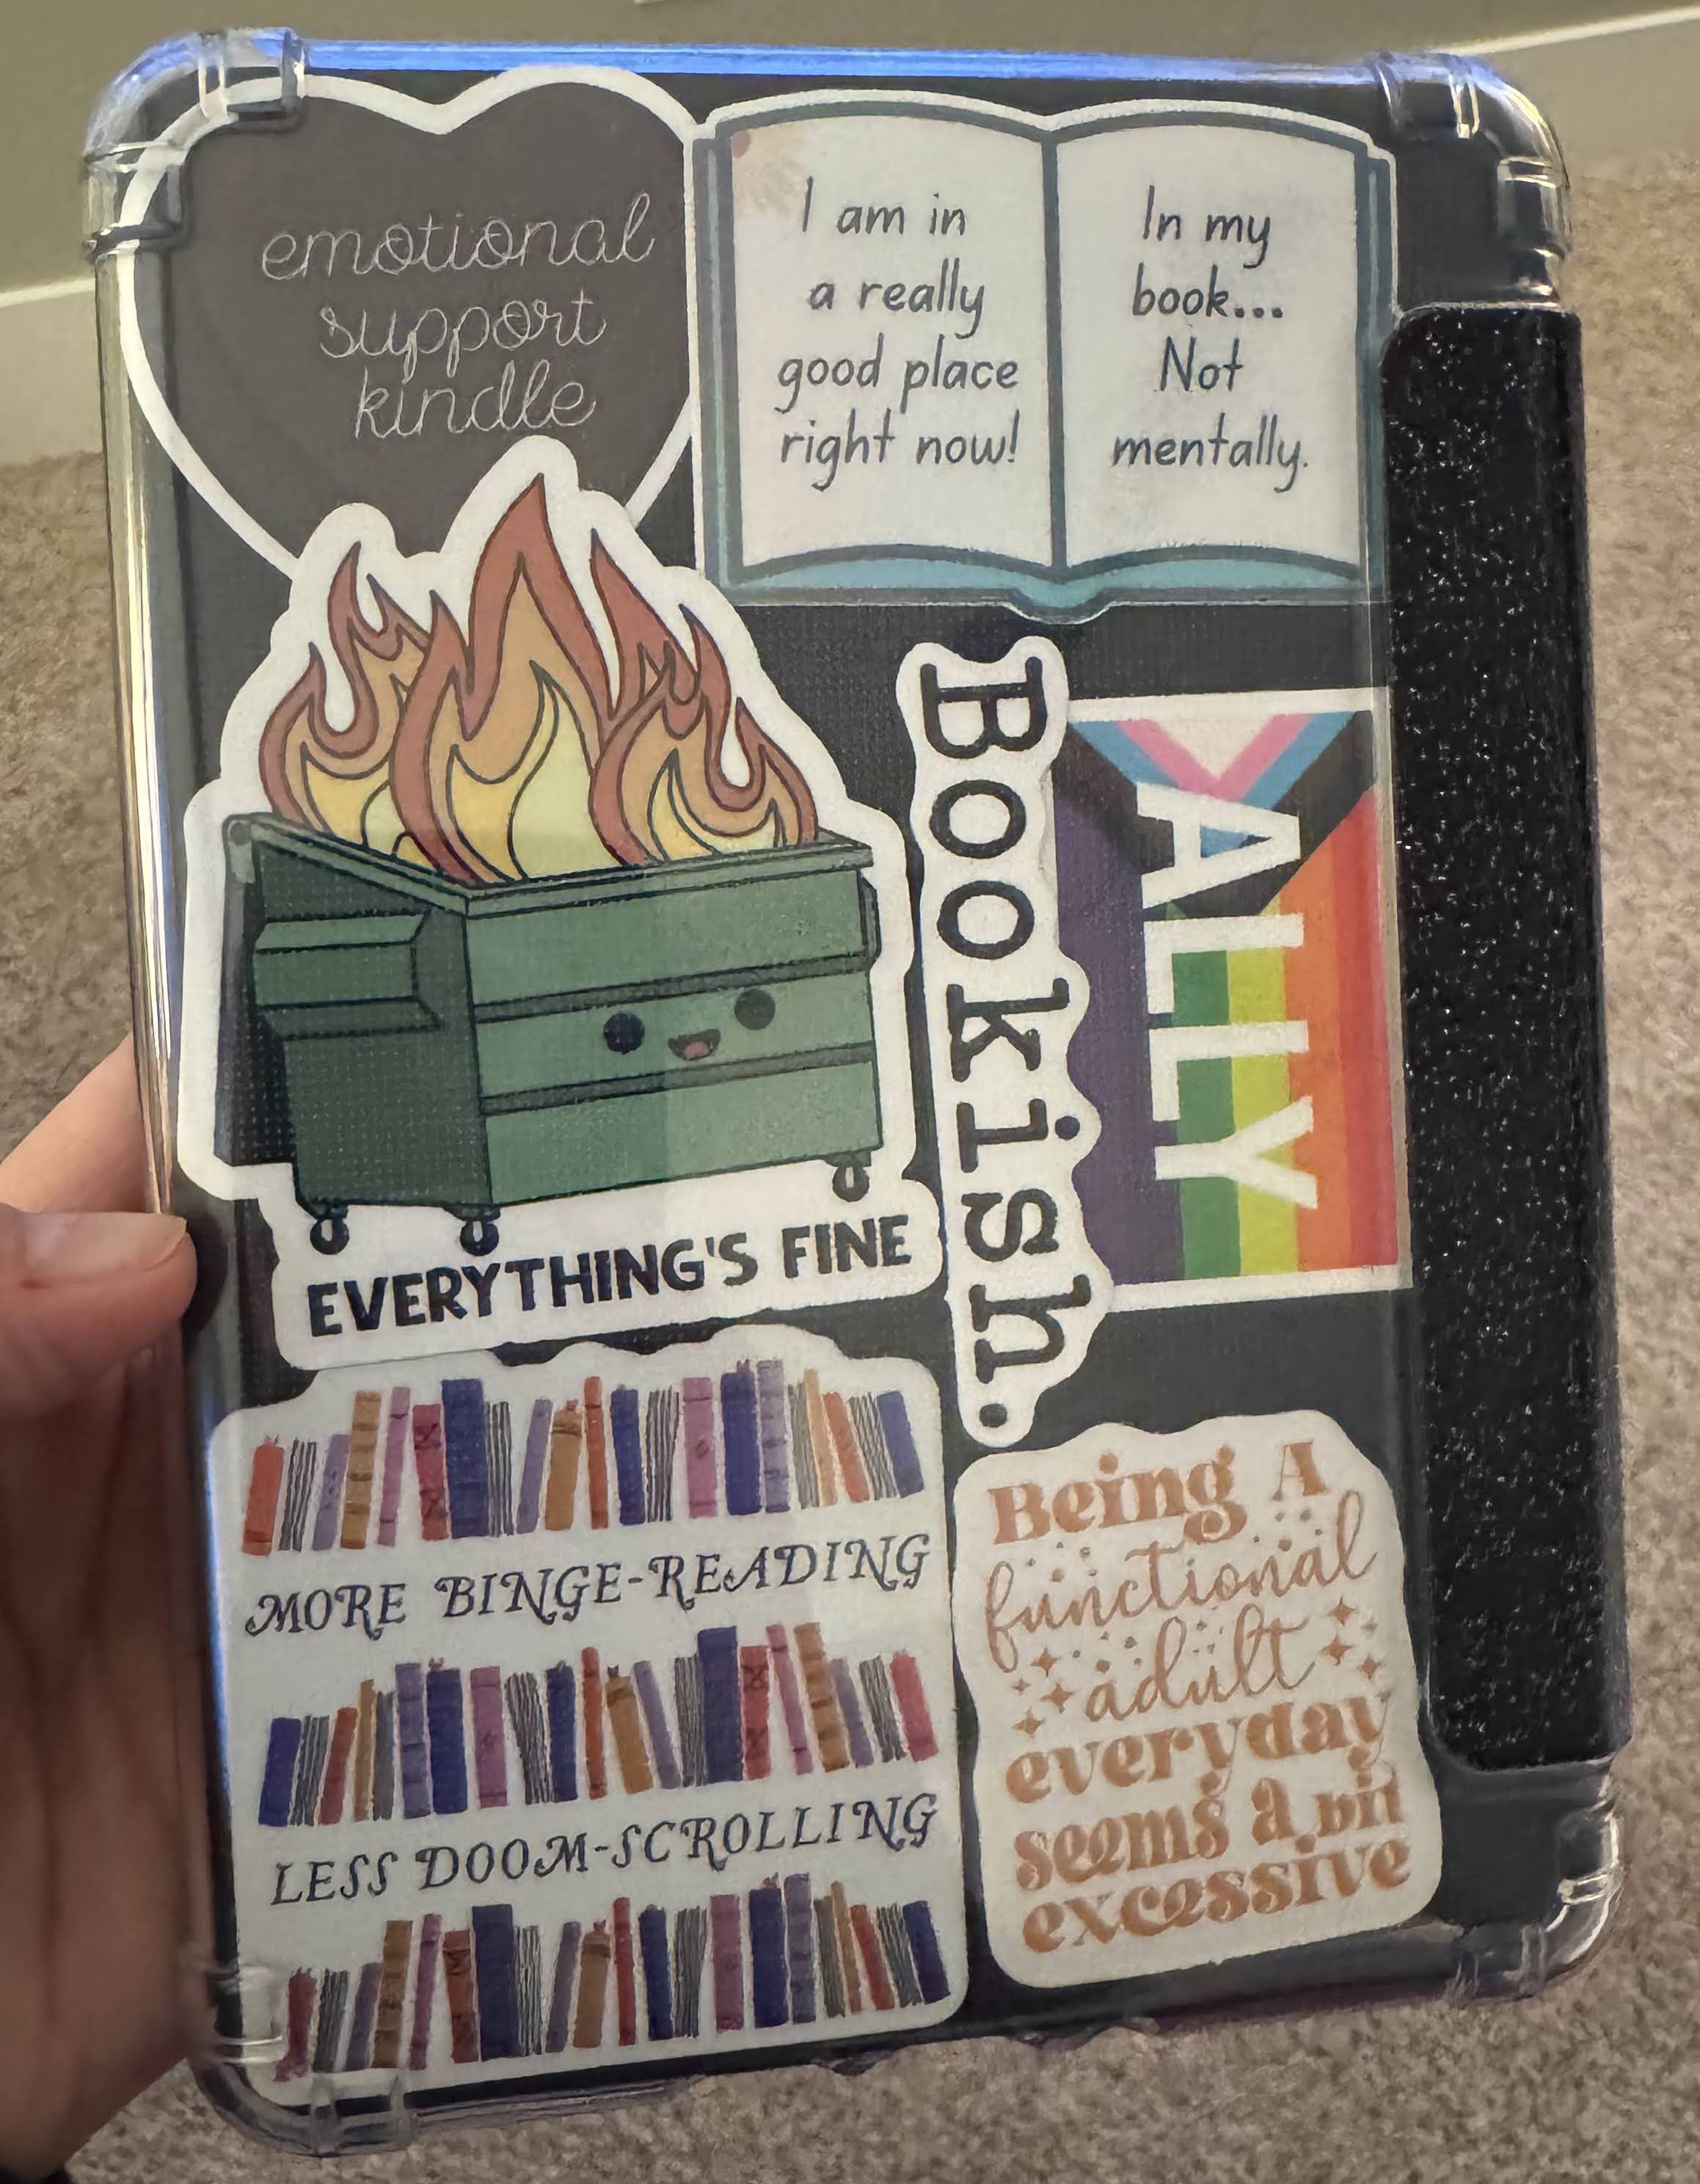 emotional
support
kindle
I am in
a really
good place
right now!
In my
book...
Not
mentally.
EVERYTHING'S FINE
Bookish.
ALLY
MORE BINGE-READING
LESS DOOM-SCROLLING
Being A
functional
adult
everyday
seems a bit
excessive